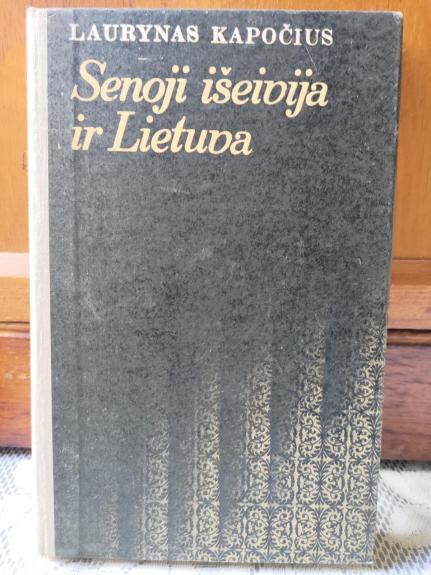 LAURYNAS KAPOČIUS
Senoji išeivija
ir Lietuva